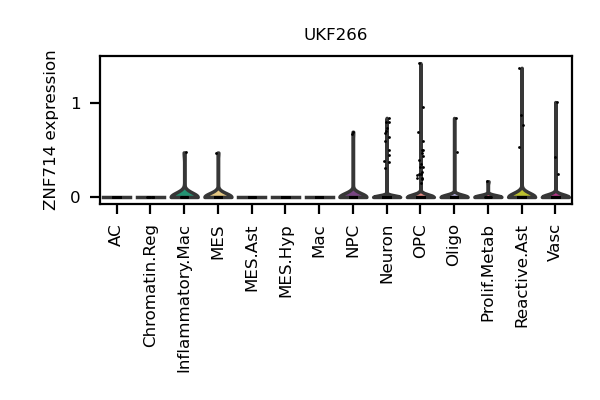 UKF266
ZNF714 expression
1
0
AC
Chromatin.Reg
Inflammatory.Mac
MES
MES.Ast
MES.Hyp
Mac
NPC
Neuron
OPC
Oligo
Prolif.Metab
Reactive.Ast
Vasc